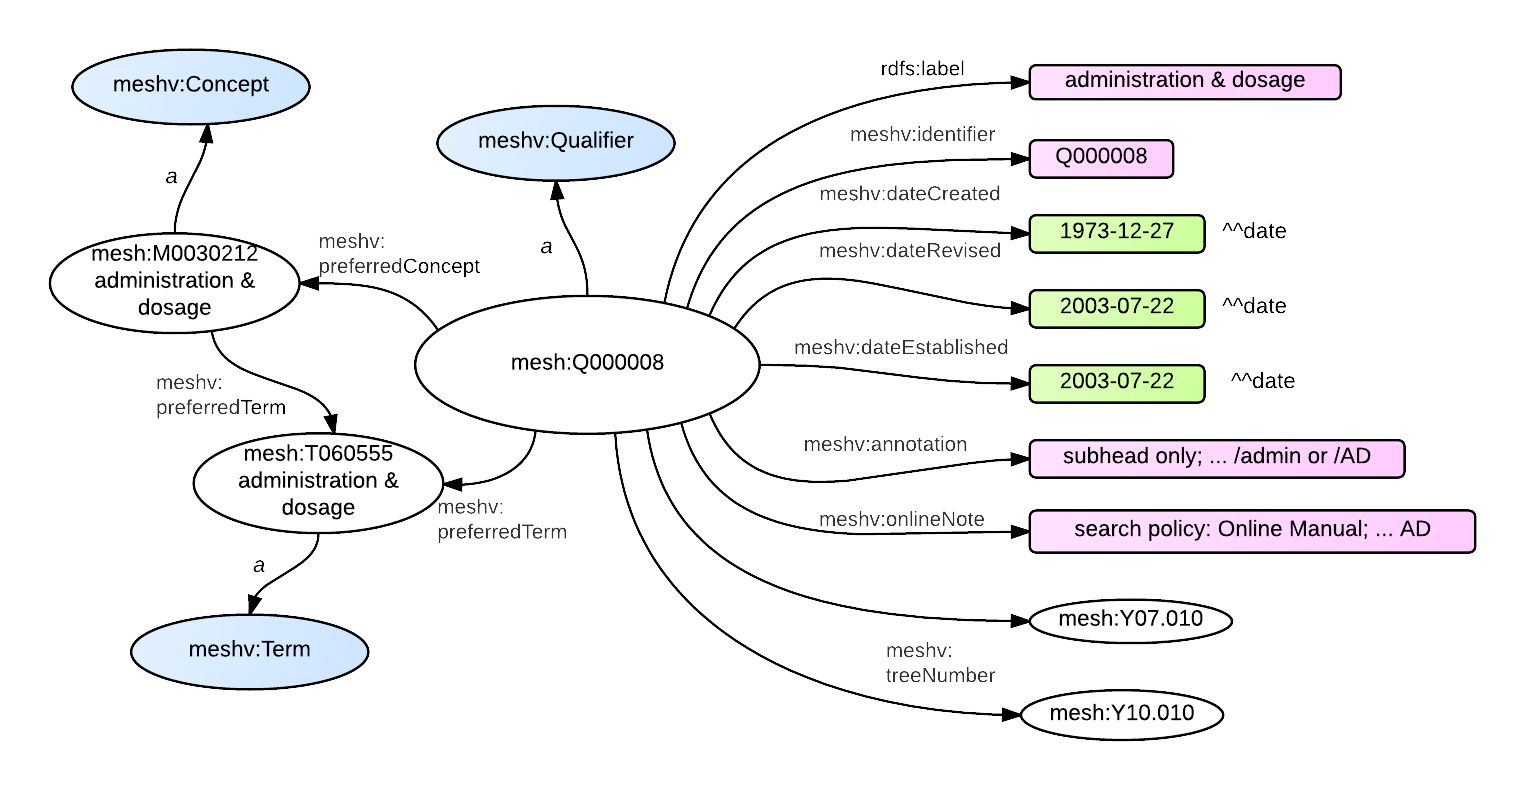 meshv:Concept
a
mesh:M0030212
administration &
dosage
meshv:
preferredConcept
meshv:
preferredTerm
mesh:T060555
administration &
dosage
meshv:
preferredTerm
a
meshv:Term
meshv:Qualifier
a
mesh:Q000008
rdfs:label
administration & dosage
meshv:identifier
Q000008
meshv:dateCreated
1973-12-27 ^^date
meshv:dateRevised
2003-07-22 ^^date
meshv:dateEstablished
2003-07-22 ^^date
meshv:annotation
subhead only; ... /admin or /AD
meshv:onlineNote
search policy: Online Manual; ... AD
mesh:Y07.010
meshv:
treeNumber
mesh:Y10.010